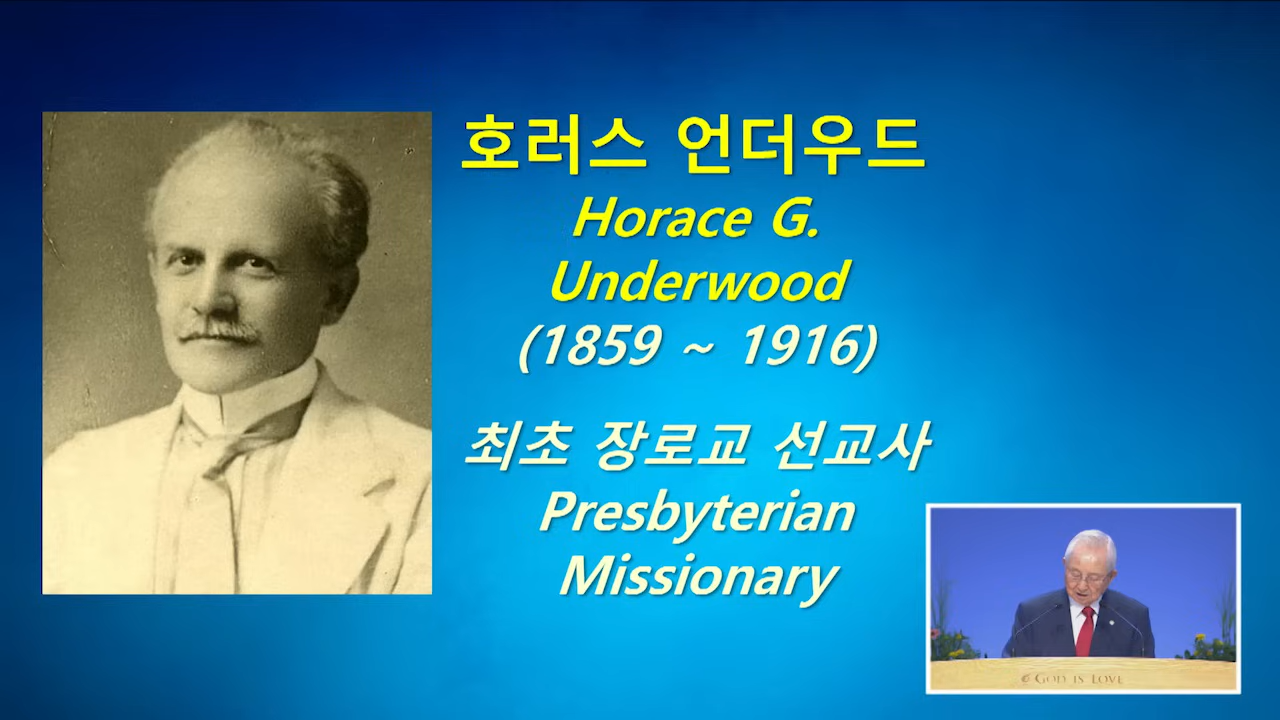 호러스 언더우드
Horace G.
Underwood
(1859 ~ 1916)
최초 장로교 선교사
Presbyterian
Missionary
GOD IS LOVE